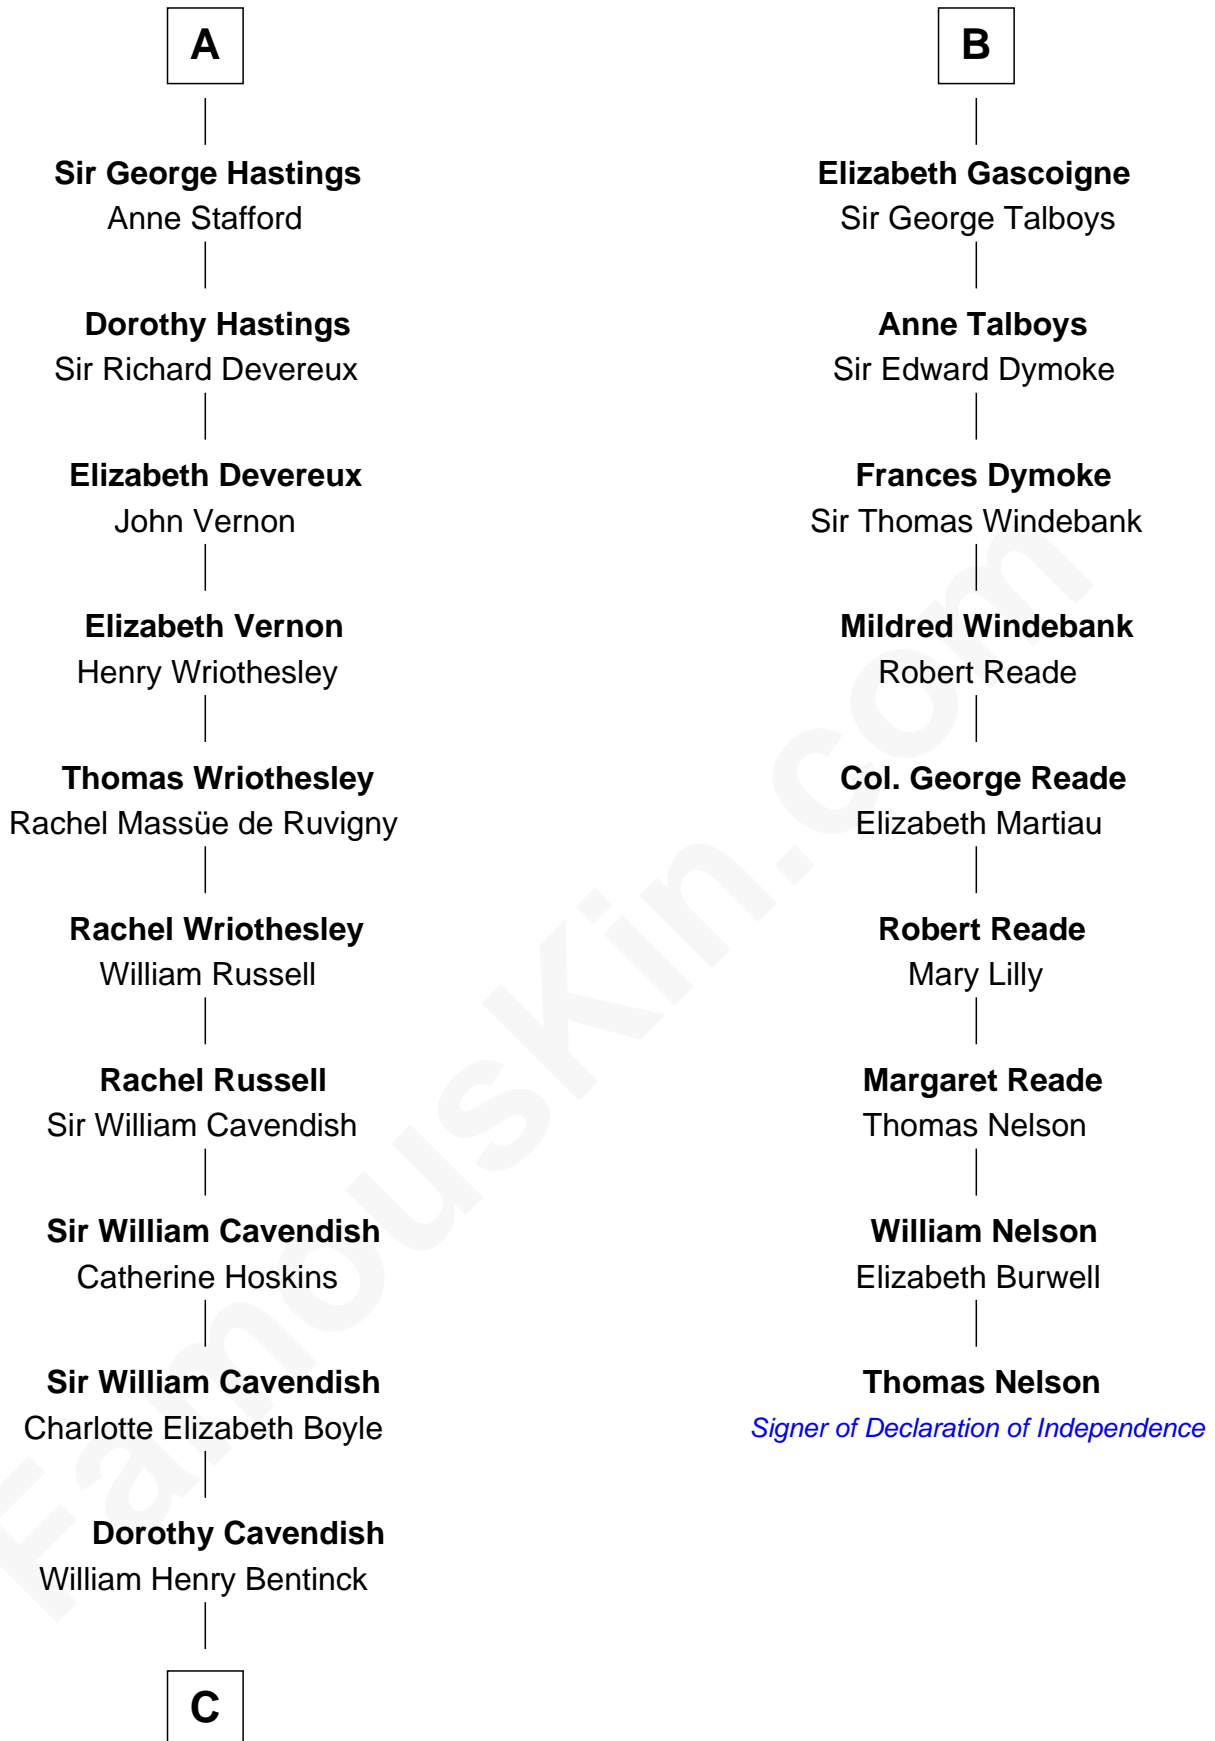 A
Sir George Hastings
Anne Stafford
Dorothy Hastings
Sir Richard Devereux
Elizabeth Devereux
John Vernon
Elizabeth Vernon
Henry Wriothesley
Thomas Wriothesley
Rachel Massüe de Ruvigny
Rachel Wriothesley
William Russell
Rachel Russell
Sir William Cavendish
Sir William Cavendish
Catherine Hoskins
Sir William Cavendish
Charlotte Elizabeth Boyle
Dorothy Cavendish
William Henry Bentinck
C
B
Elizabeth Gascoigne
Sir George Talboys
Anne Talboys
Sir Edward Dymoke
Frances Dymoke
Sir Thomas Windebank
Mildred Windebank
Robert Reade
Col. George Reade
Elizabeth Martiau
Robert Reade
Mary Lilly
Margaret Reade
Thomas Nelson
William Nelson
Elizabeth Burwell
Thomas Nelson
Signer of Declaration of Independence
FamousKin.com